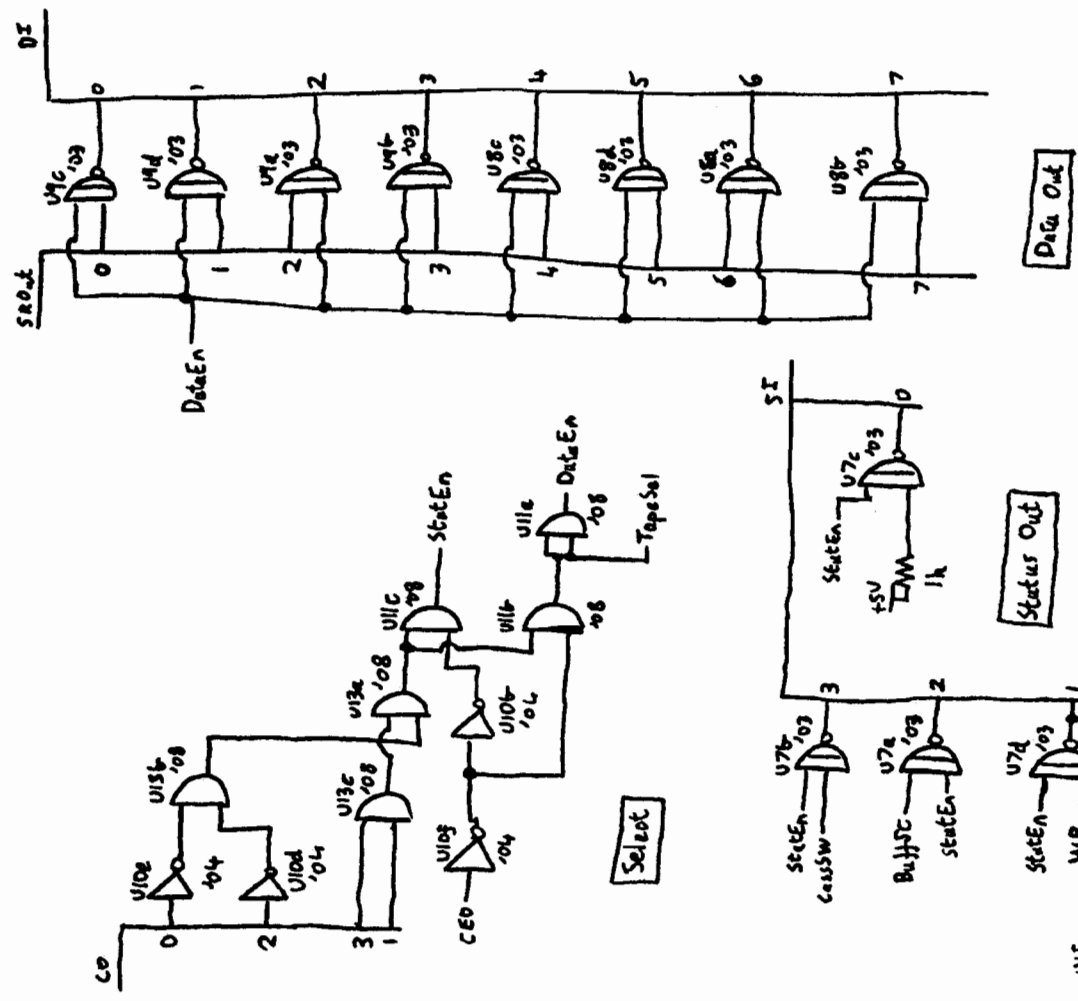 DI
0
1
2
3
4
5
6
7
U9c
'03
U9d
'03
U9a
'03
U9b
'03
U8c
'03
U8d
'03
U8a
'03
U8b
'03
SROut
0
1
2
3
4
5
6
7
DataEn
Data Out
CO
0
2
3
1
U10e
'04
U10d
'04
U13b
'08
U13c
'08
U13a
'08
U11c
'08
StatEn
U11b
'08
U11a
'08
DataEn
TapeSel
U10b
'04
U10f
'04
CEO
Select
SI
0
U7c
'03
StatEn
+5V
1k
Status Out
3
2
1
U7b
'03
StatEn
CassSW
U7a
'03
StatEn
U7d
'03
StatEn